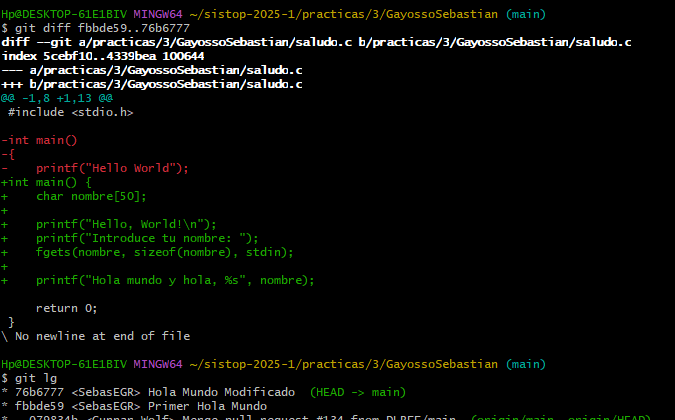 Hp@DESKTOP-61E1BIV MINGW64 ~/sistop-2025-1/practicas/3/GayossoSebastian (main)
$ git diff fbbde59..76b6777
diff --git a/practicas/3/GayossoSebastian/saludo.c b/practicas/3/GayossoSebastian/saludo.c
index 5cebf10..4339bea 100644
--- a/practicas/3/GayossoSebastian/saludo.c
+++ b/practicas/3/GayossoSebastian/saludo.c
@@ -1,8 +1,13 @@
 #include <stdio.h>

-int main()
-{
-    printf("Hello World");
+int main() {
+    char nombre[50];
+
+    printf("Hello, World!\n");
+    printf("Introduce tu nombre: ");
+    fgets(nombre, sizeof(nombre), stdin);
+
+    printf("Hola mundo y hola, %s", nombre);

     return 0;
 }
\ No newline at end of file

Hp@DESKTOP-61E1BIV MINGW64 ~/sistop-2025-1/practicas/3/GayossoSebastian (main)
$ git lg
* 76b6777 <SebasEGR> Hola Mundo Modificado  (HEAD -> main)
* fbbde59 <SebasEGR> Primer Hola Mundo